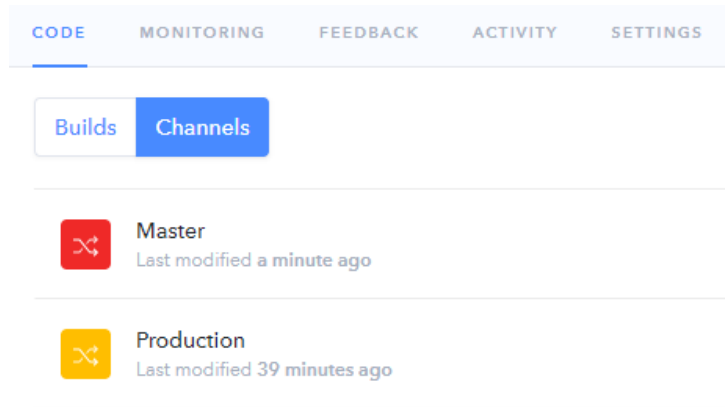 CODE MONITORING FEEDBACK ACTIVITY SETTINGS
Builds Channels
Master
Last modified a minute ago
Production
Last modified 39 minutes ago